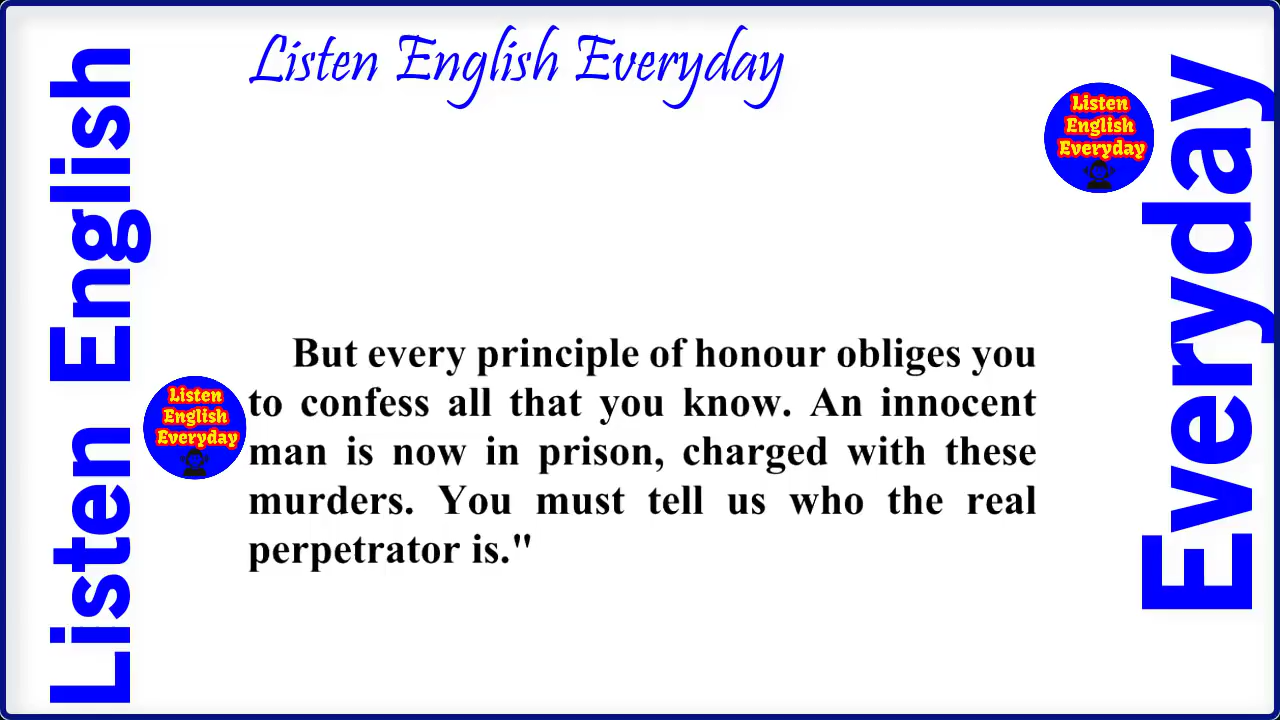 Listen English Everyday
Listen English
Everyday
Listen
English
Everyday
Listen
English
Everyday
But every principle of honour obliges you
to confess all that you know. An innocent
man is now in prison, charged with these
murders. You must tell us who the real
perpetrator is."